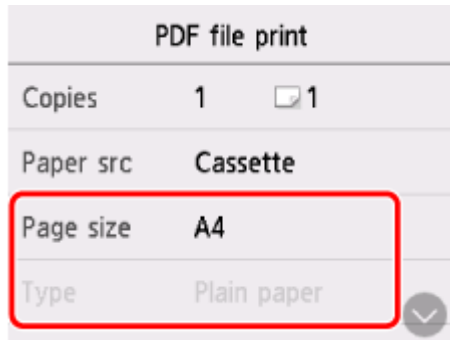 PDF file print
Copies 1 1
Paper src Cassette
Page size A4
Type Plain paper